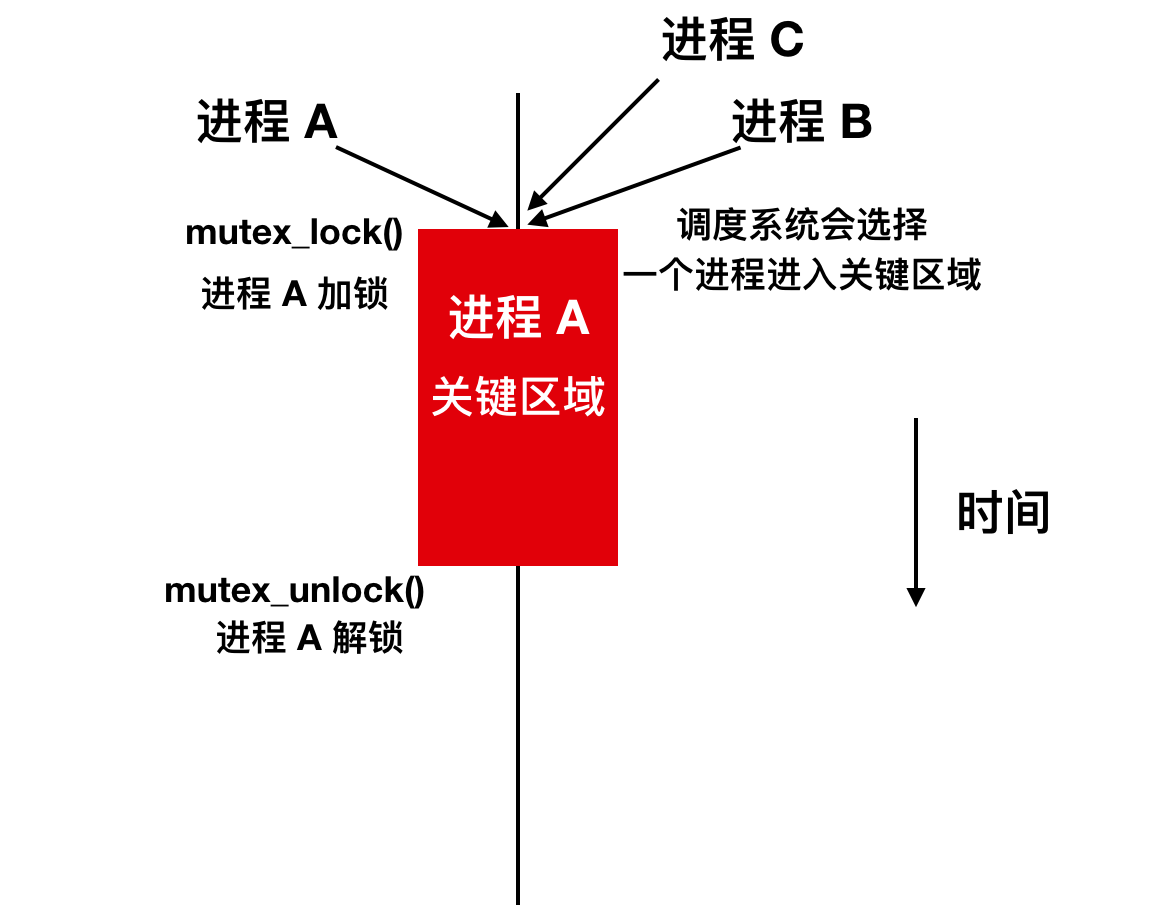 进程 C
进程 A
进程 B
mutex_lock()
进程 A 加锁
调度系统会选择
一个进程进入关键区域
进程 A
关键区域
时间
mutex_unlock()
进程 A 解锁